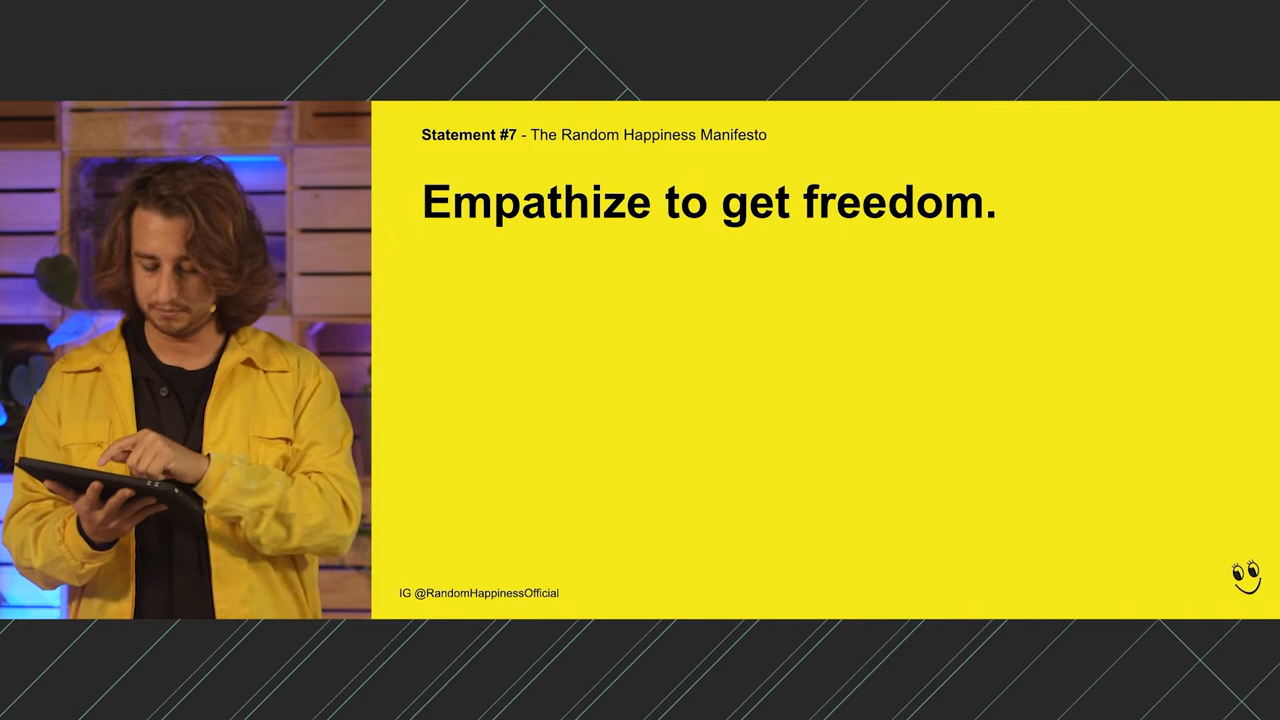 Statement #7 - The Random Happiness Manifesto
Empathize to get freedom.
IG @RandomHappinessOfficial